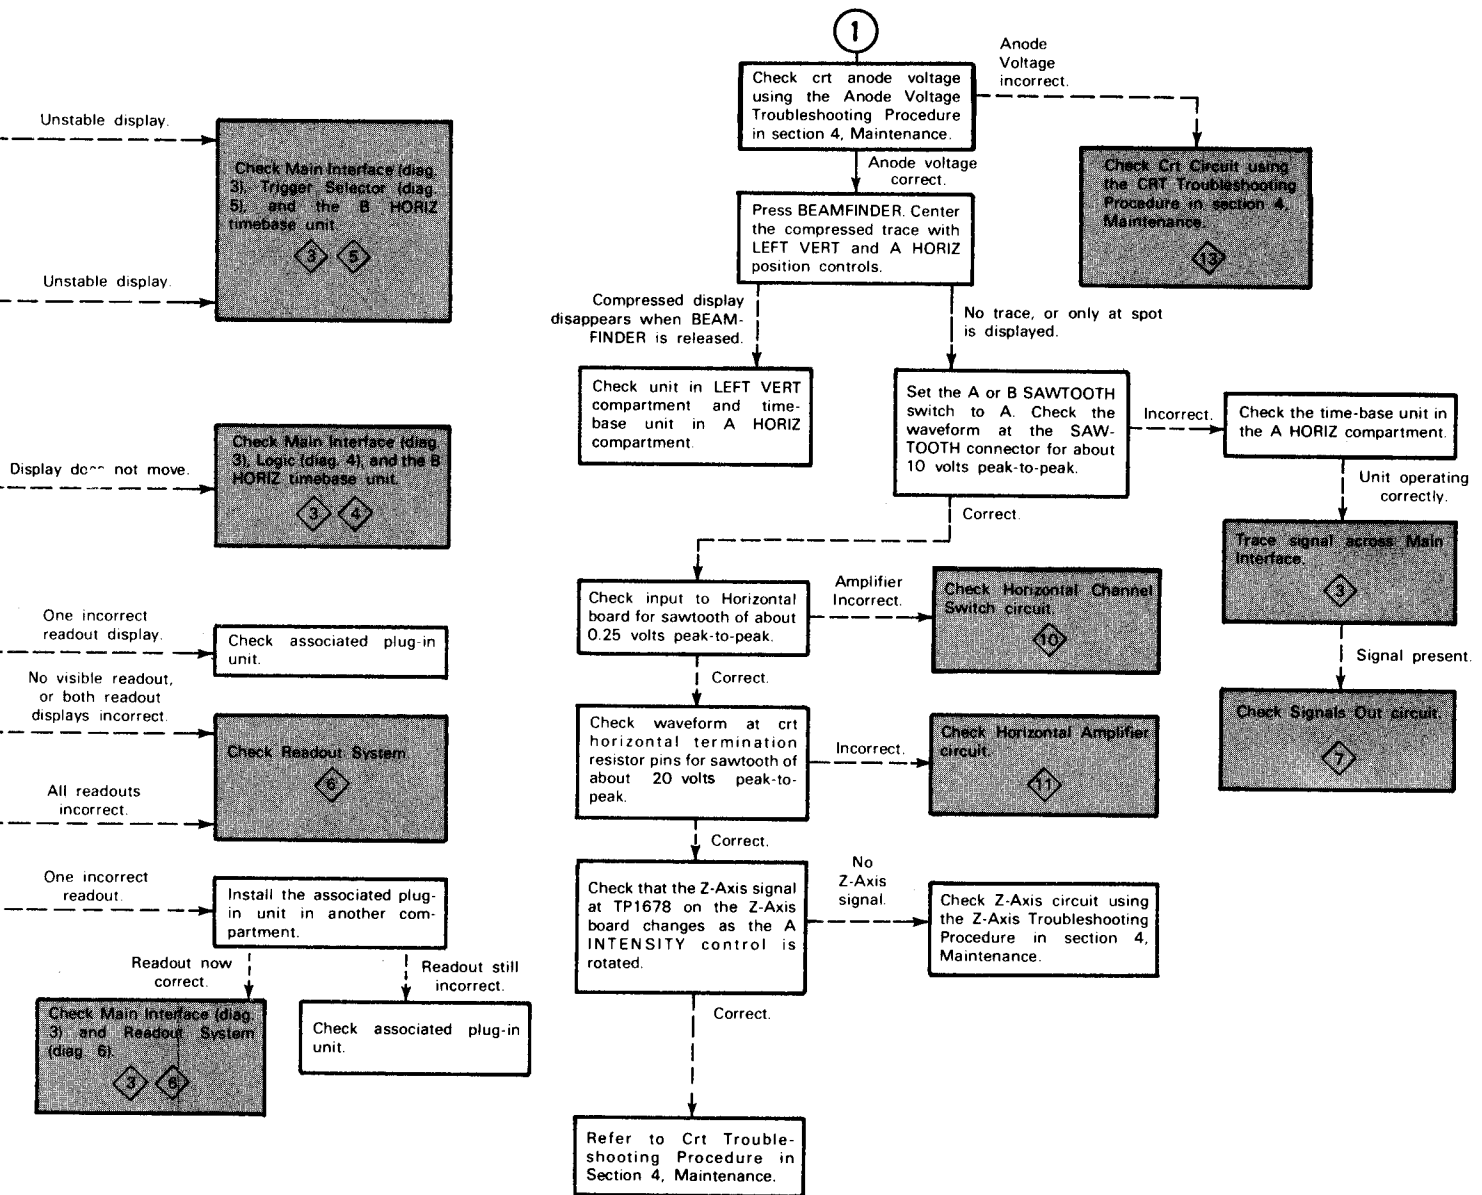 1
Anode
Voltage
incorrect.
Check crt anode voltage
using the Anode Voltage
Troubleshooting Procedure
in section 4, Maintenance.
Anode voltage
correct.
Check Crt Circuit using
the CRT Troubleshooting
Procedure in section 4,
Maintenance.
13
Press BEAMFINDER. Center
the compressed trace with
LEFT VERT and A HORIZ
position controls.
Compressed display
disappears when BEAM-
FINDER is released.
No trace, or only at spot
is displayed.
Check unit in LEFT VERT
compartment and time-
base unit in A HORIZ
compartment.
Set the A or B SAWTOOTH
switch to A. Check the
waveform at the SAW-
TOOTH connector for about
10 volts peak-to-peak.
Incorrect.
Check the time-base unit in
the A HORIZ compartment.
Unit operating
correctly.
Trace signal across Main
Interface.
3
Signal present.
Check Signals Out circuit.
7
Correct.
Check input to Horizontal
board for sawtooth of about
0.25 volts peak-to-peak.
Amplifier
Incorrect.
Check Horizontal Channel
Switch circuit.
10
Correct.
Check waveform at crt
horizontal termination
resistor pins for sawtooth of
about 20 volts peak-to-
peak.
Incorrect.
Check Horizontal Amplifier
circuit.
11
Correct.
Check that the Z-Axis signal
at TP1678 on the Z-Axis
board changes as the A
INTENSITY control is
rotated.
No
Z-Axis
signal.
Check Z-Axis circuit using
the Z-Axis Troubleshooting
Procedure in section 4,
Maintenance.
Correct.
Refer to Crt Trouble-
shooting Procedure in
Section 4, Maintenance.
Unstable display.
Check Main Interface (diag.
3), Trigger Selector (diag.
5), and the B HORIZ
timebase unit.
3 5
Unstable display.
Display does not move.
Check Main Interface (diag.
3), Logic (diag. 4), and the B
HORIZ timebase unit.
3 4
One incorrect
readout display.
Check associated plug-in
unit.
No visible readout,
or both readout
displays incorrect.
Check Readout System.
6
All readouts
incorrect.
One incorrect
readout.
Install the associated plug-
in unit in another com-
partment.
Readout now
correct.
Readout still
incorrect.
Check Main Interface (diag.
3) and Readout System
(diag. 6).
3 6
Check associated plug-in
unit.